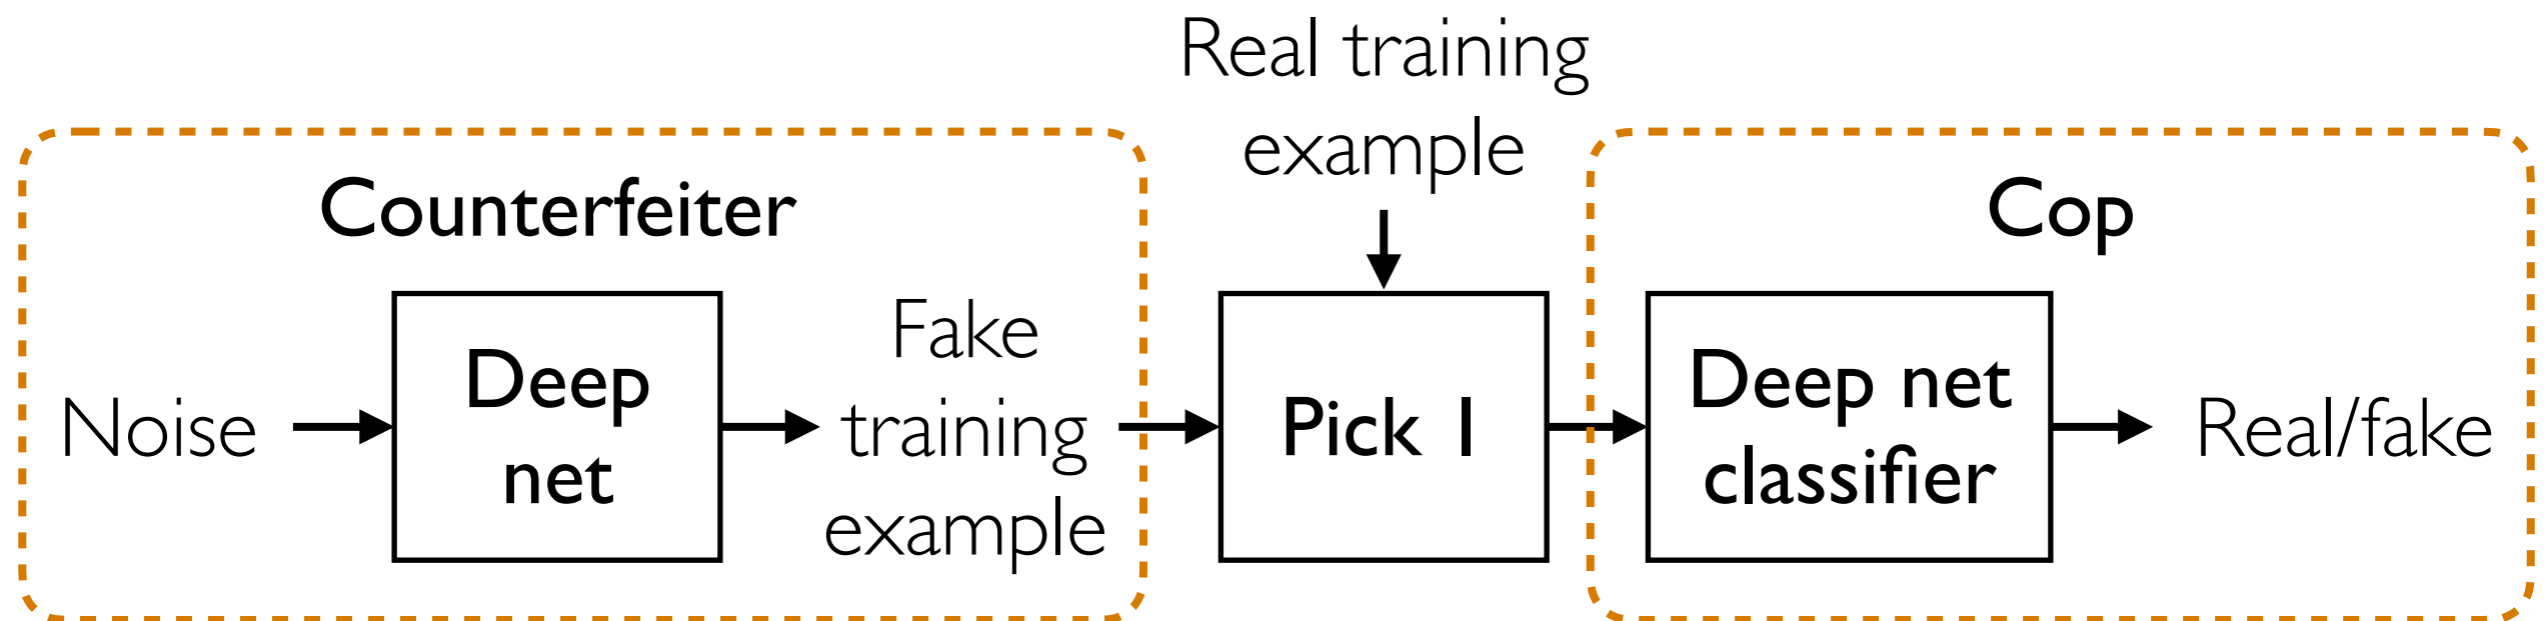 Real training
example
Counterfeiter
Noise
Deep
net
Fake
training
example
Pick 1
Cop
Deep net
classifier
Real/fake